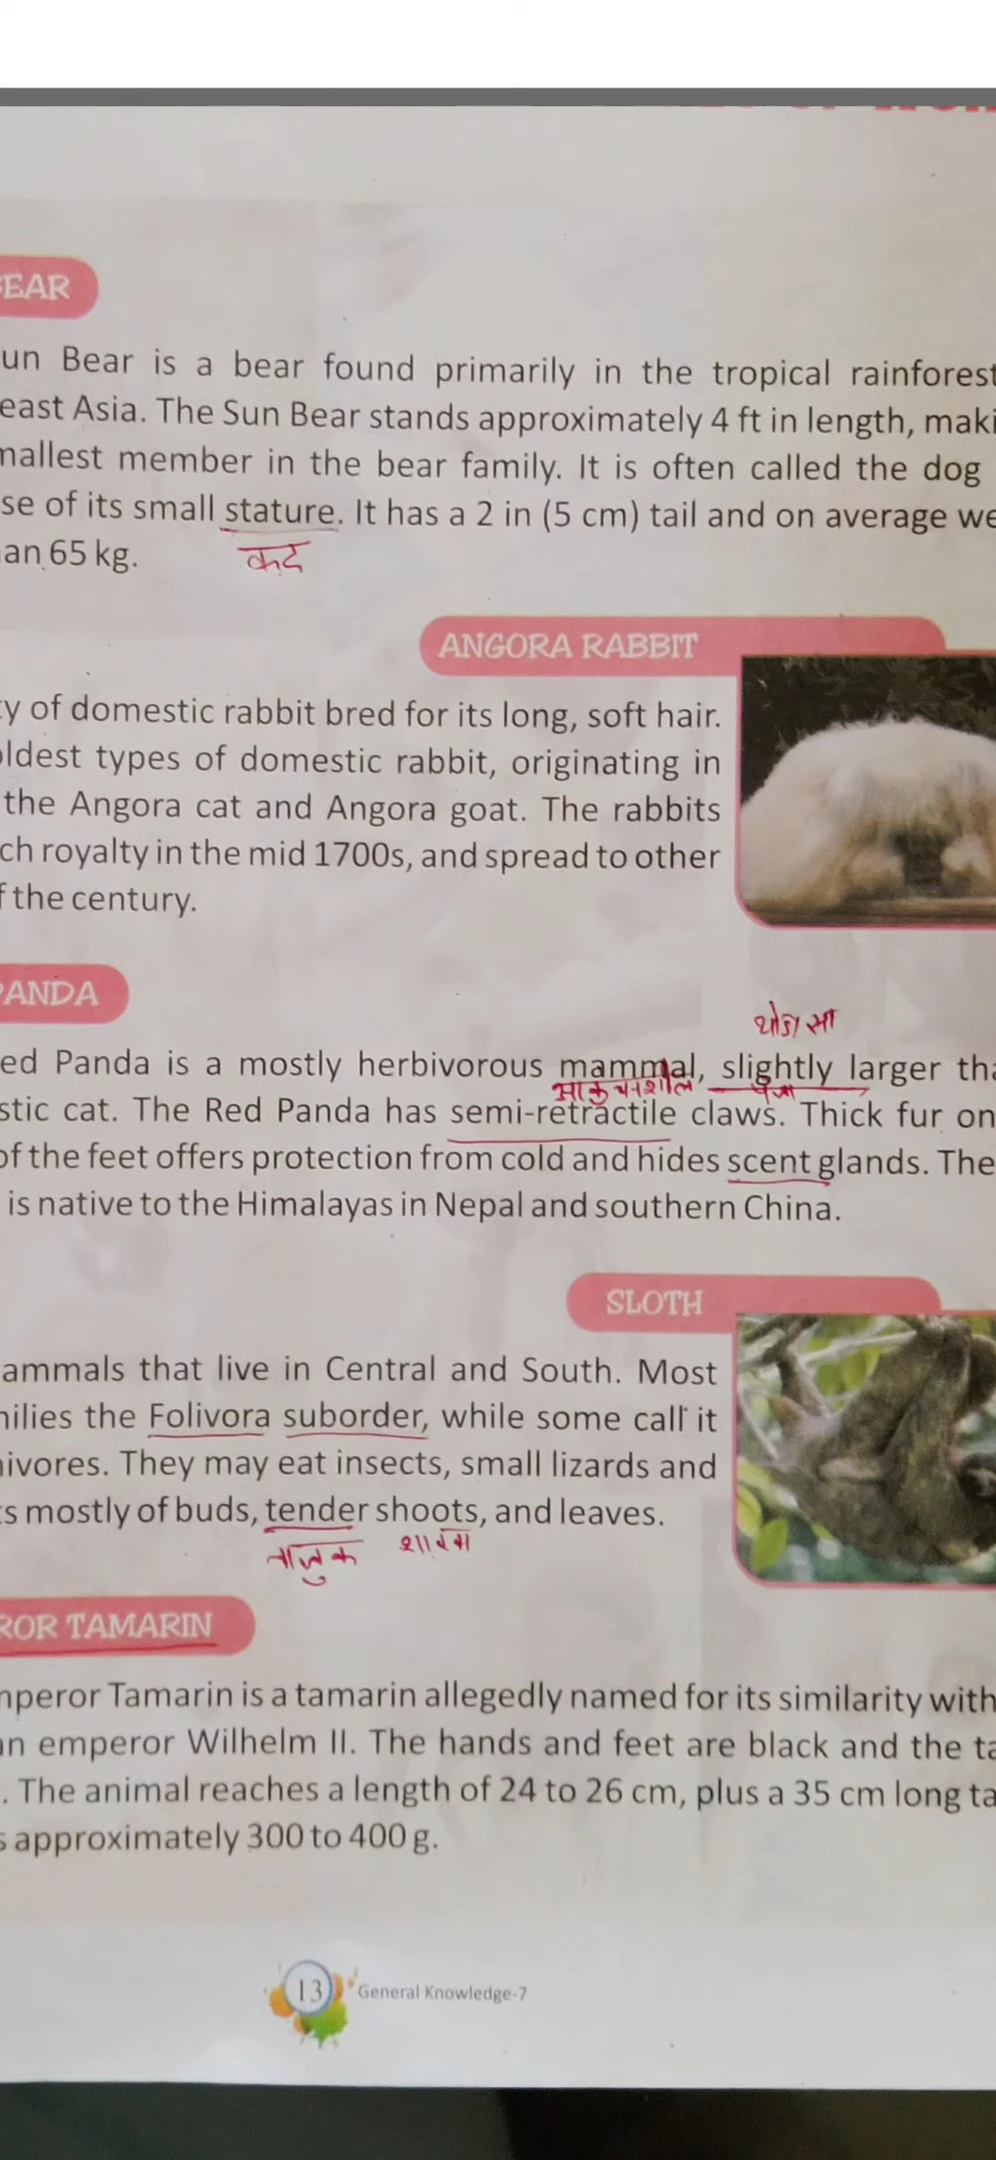 EAR
un Bear is a bear found primarily in the tropical rainforest
east Asia. The Sun Bear stands approximately 4 ft in length, maki
mallest member in the bear family. It is often called the dog
se of its small stature. It has a 2 in (5 cm) tail and on average we
an 65 kg.
कद
ANGORA RABBIT
y of domestic rabbit bred for its long, soft hair.
ldest types of domestic rabbit, originating in
the Angora cat and Angora goat. The rabbits
ch royalty in the mid 1700s, and spread to other
f the century.
PANDA
थोड़ा सा
ed Panda is a mostly herbivorous mammal, slightly larger tha
पंजा
stic cat. The Red Panda has semi-retractile claws. Thick fur on
of the feet offers protection from cold and hides scent glands. The
is native to the Himalayas in Nepal and southern China.
SLOTH
ammals that live in Central and South. Most
milies the Folivora suborder, while some call it
nivores. They may eat insects, small lizards and
ts mostly of buds, tender shoots, and leaves.
नाजुक
ROR TAMARIN
mperor Tamarin is a tamarin allegedly named for its similarity with
an emperor Wilhelm II. The hands and feet are black and the ta
. The animal reaches a length of 24 to 26 cm, plus a 35 cm long ta
s approximately 300 to 400 g.
13 General Knowledge-7